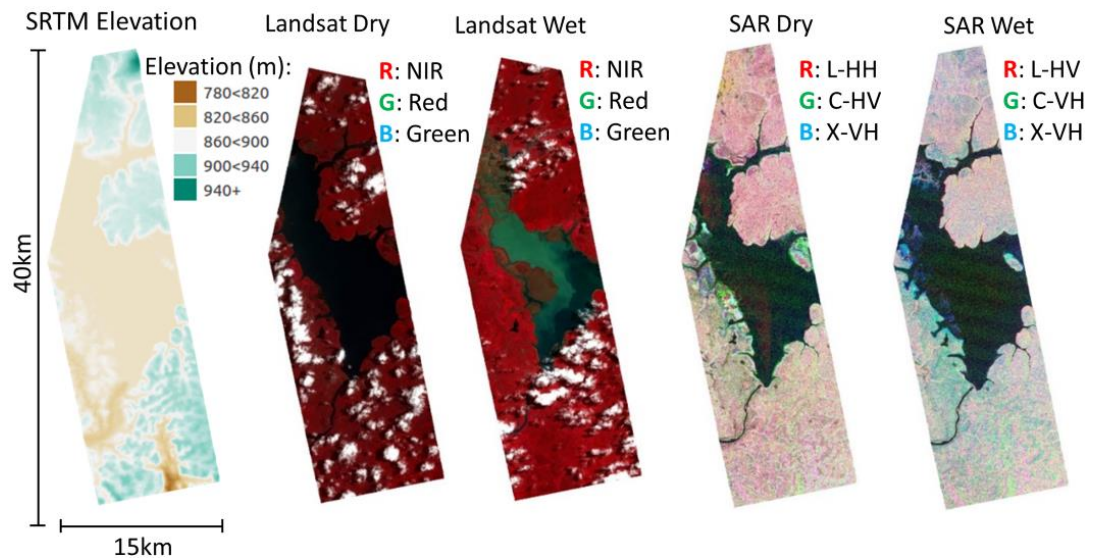 SRTM Elevation
Elevation (m):
780<820
820<860
860<900
900<940
940+
40km
15km
Landsat Dry
R: NIR
G: Red
B: Green
Landsat Wet
R: NIR
G: Red
B: Green
SAR Dry
R: L-HH
G: C-HV
B: X-VH
SAR Wet
R: L-HV
G: C-VH
B: X-VH